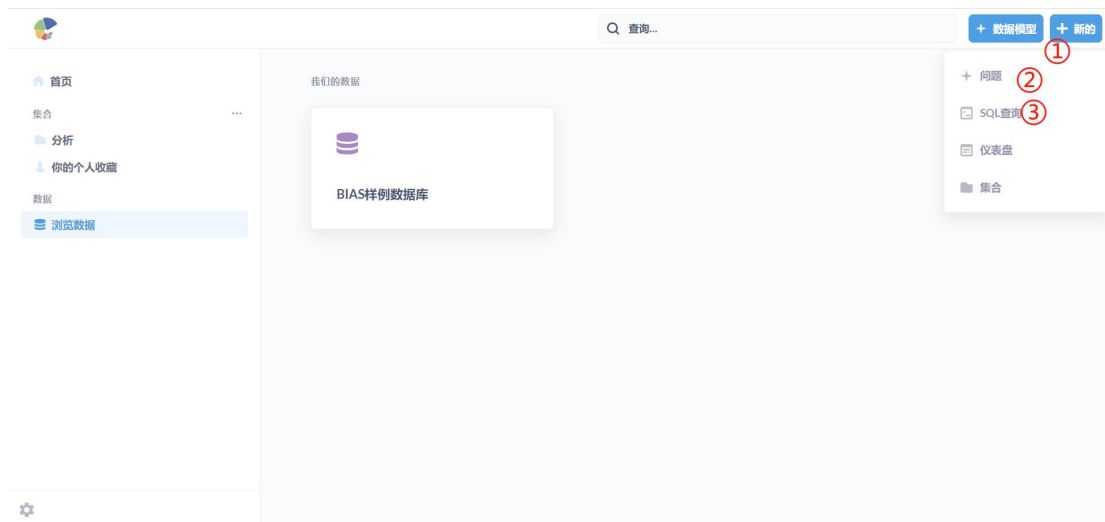 查询...
数据模型
新的
①
首页
集合
...
分析
你的个人收藏
数据
浏览数据
我们的数据
BIAS样例数据库
问题
②
SQL查询
③
仪表盘
集合